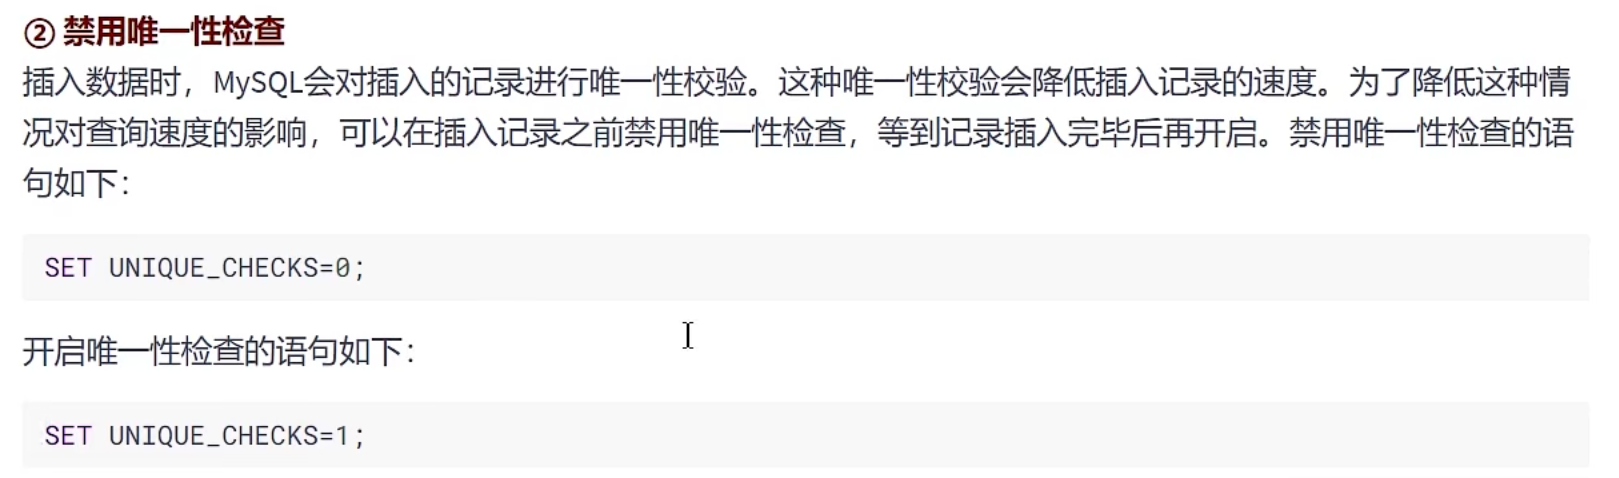 ② 禁用唯一性检查
插入数据时，MySQL会对插入的记录进行唯一性校验。这种唯一性校验会降低插入记录的速度。为了降低这种情
况对查询速度的影响，可以在插入记录之前禁用唯一性检查，等到记录插入完毕后再开启。禁用唯一性检查的语
句如下：
SET UNIQUE_CHECKS=0;
开启唯一性检查的语句如下：
SET UNIQUE_CHECKS=1;